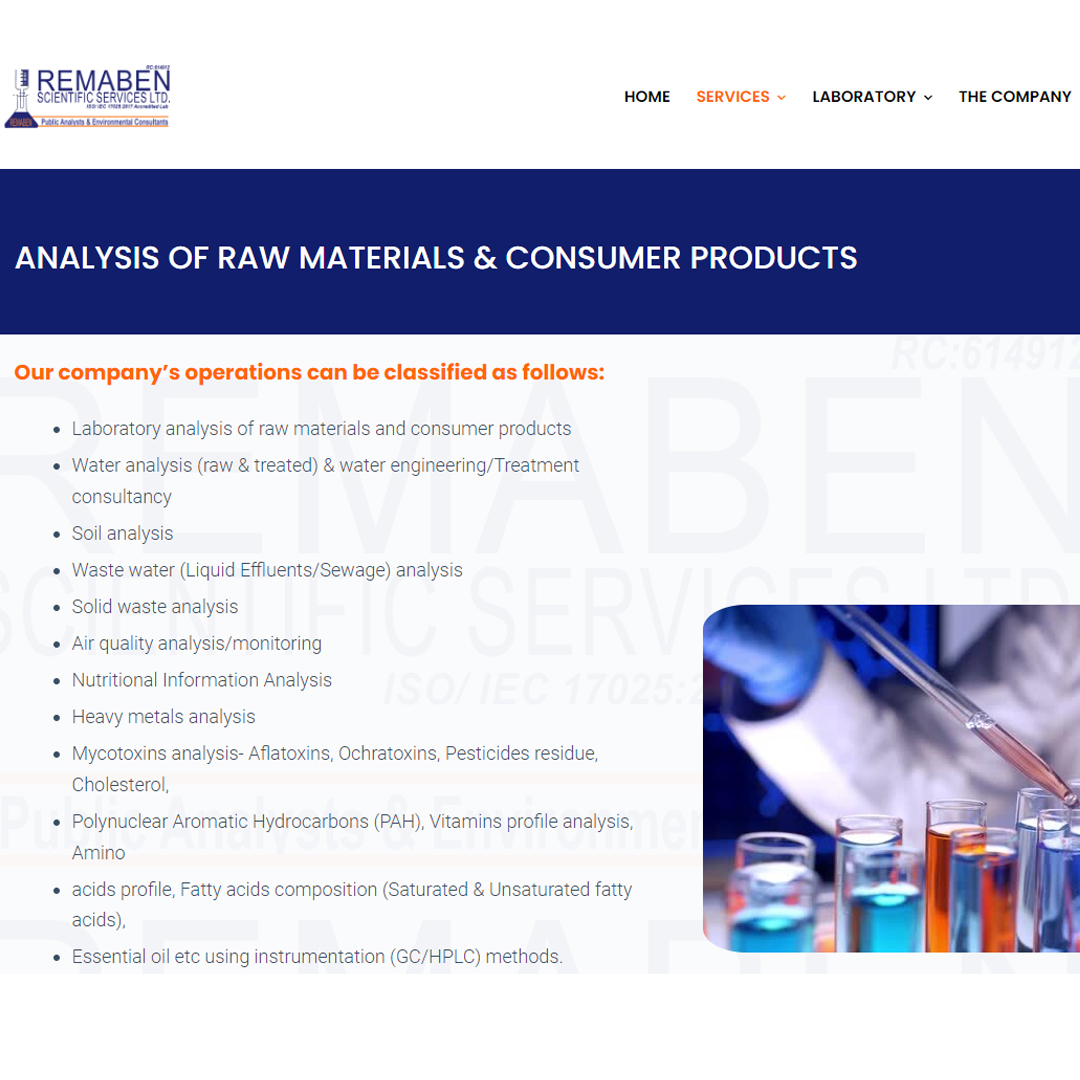 RC:614912
REMABEN
SCIENTIFIC SERVICES LTD.
ISO/ IEC 17025:2017 Accredited Lab
REMABEN
Public Analysts & Environmental Consultants
HOME
SERVICES
LABORATORY
THE COMPANY
ANALYSIS OF RAW MATERIALS & CONSUMER PRODUCTS
RC:614912
Our company’s operations can be classified as follows:
REMABEN
• Laboratory analysis of raw materials and consumer products
• Water analysis (raw & treated) & water engineering/Treatment
consultancy
• Soil analysis
• Waste water (Liquid Effluents/Sewage) analysis
SCIENTIFIC SERVICES LTD
• Solid waste analysis
• Air quality analysis/monitoring
• Nutritional Information Analysis
ISO/ IEC 17025:2
• Heavy metals analysis
• Mycotoxins analysis- Aflatoxins, Ochratoxins, Pesticides residue,
Cholesterol,
Public Analysts & Environmen
• Polynuclear Aromatic Hydrocarbons (PAH), Vitamins profile analysis,
Amino
• acids profile, Fatty acids composition (Saturated & Unsaturated fatty
acids),
• Essential oil etc using instrumentation (GC/HPLC) methods.
REMABEN